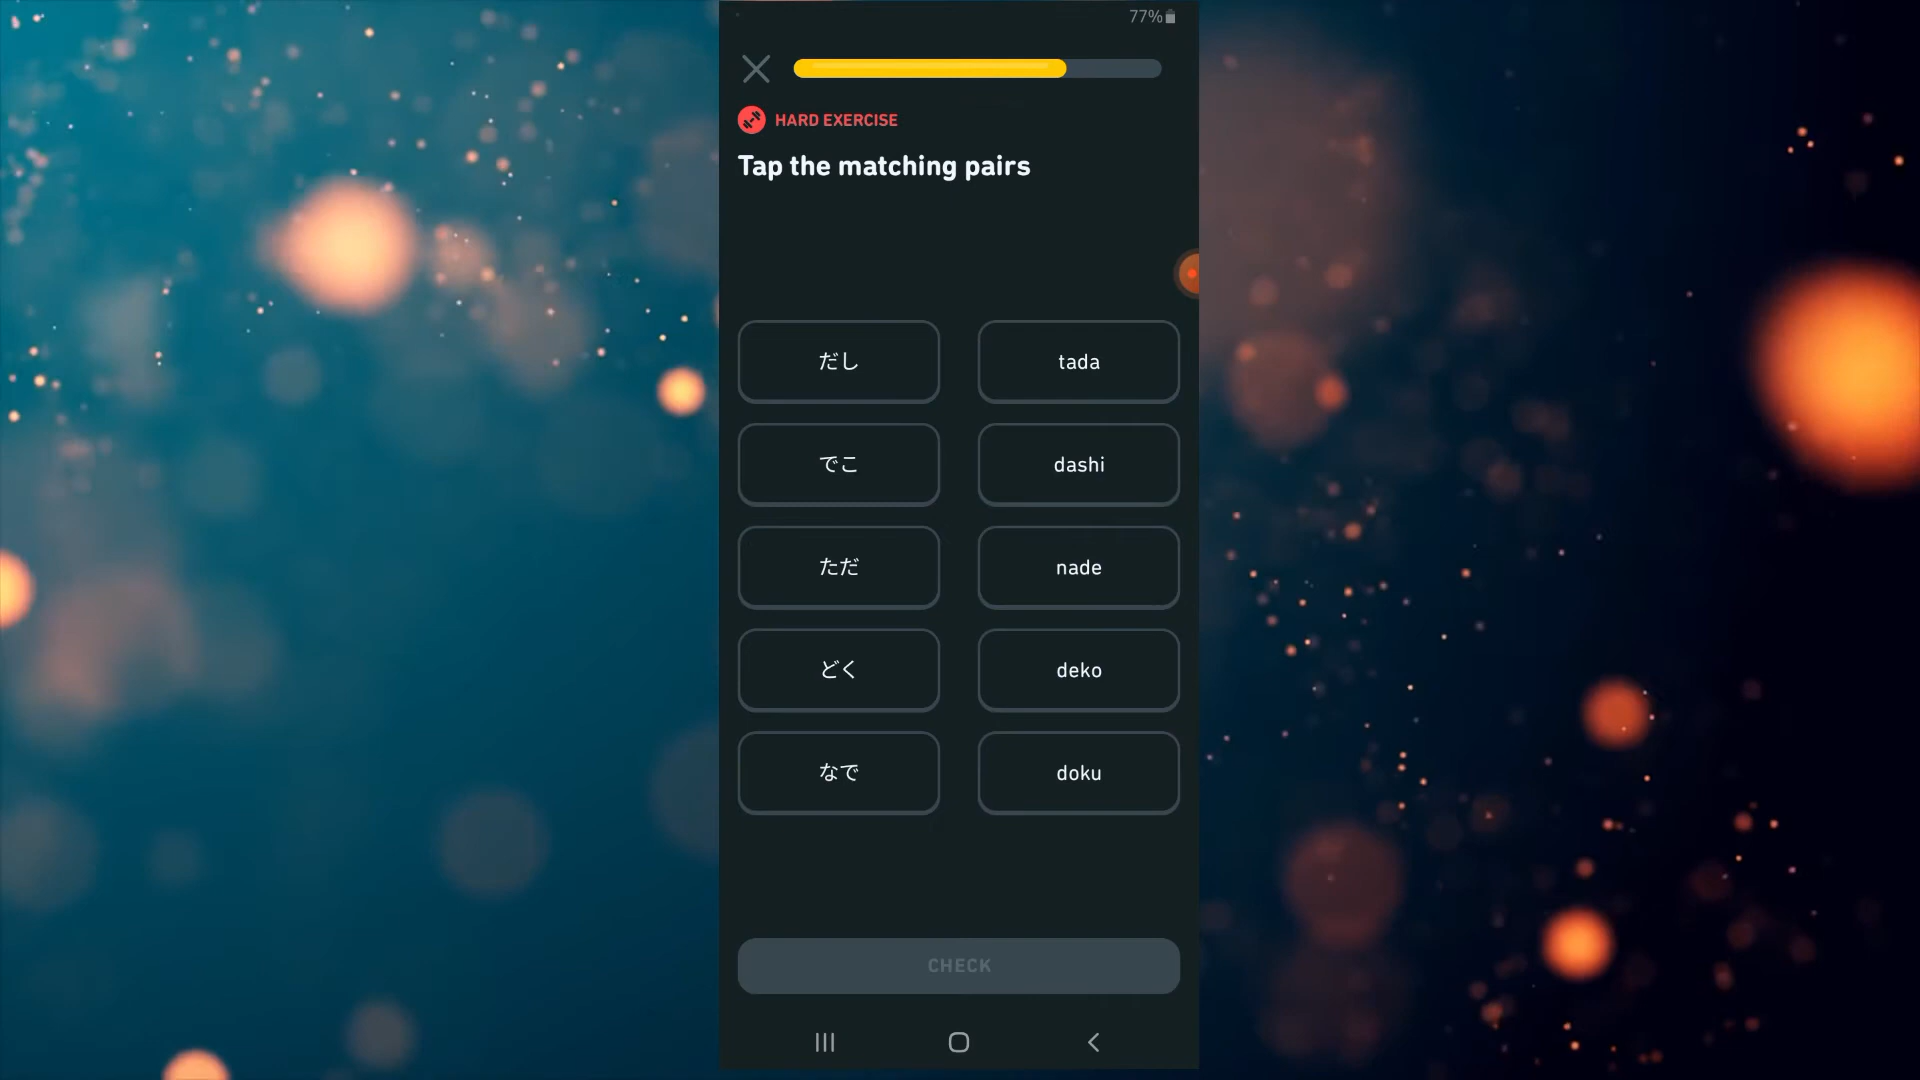 77%
HARD EXERCISE
Tap the matching pairs
だし
tada
でこ
dashi
ただ
nade
どく
deko
なで
doku
CHECK